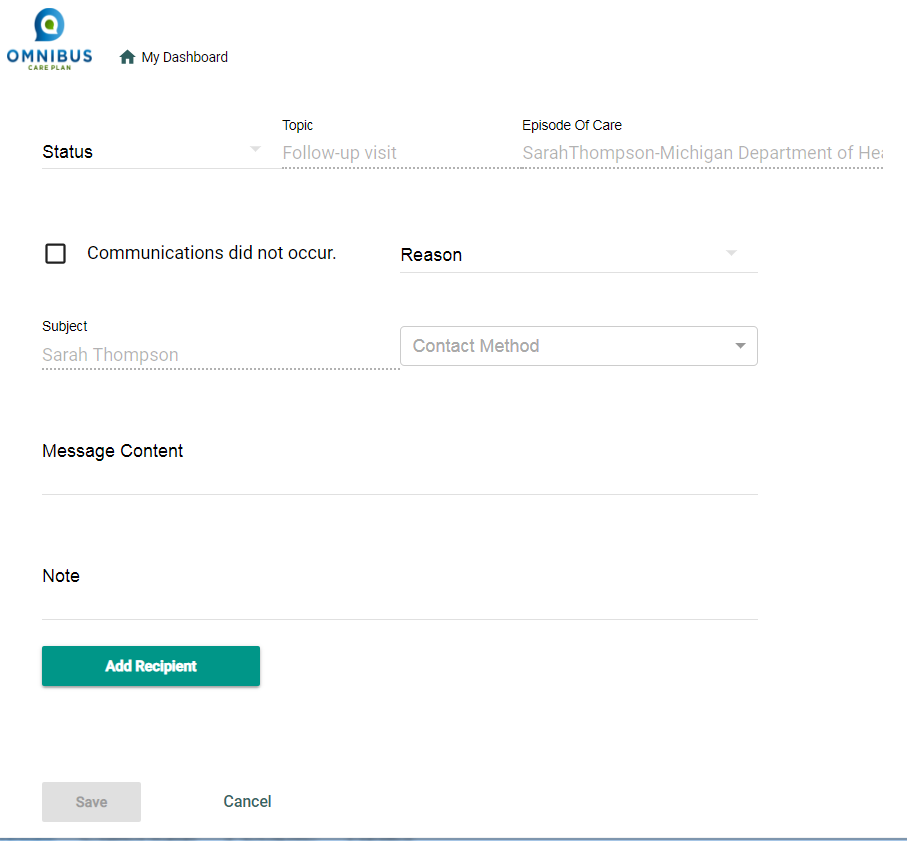 OMNIBUS
CARE PLAN
My Dashboard
Topic
Episode Of Care
Status
Follow-up visit
SarahThompson-Michigan Department of Hea
Communications did not occur.
Reason
Subject
Sarah Thompson
Contact Method
Message Content
Note
Add Recipient
Save
Cancel